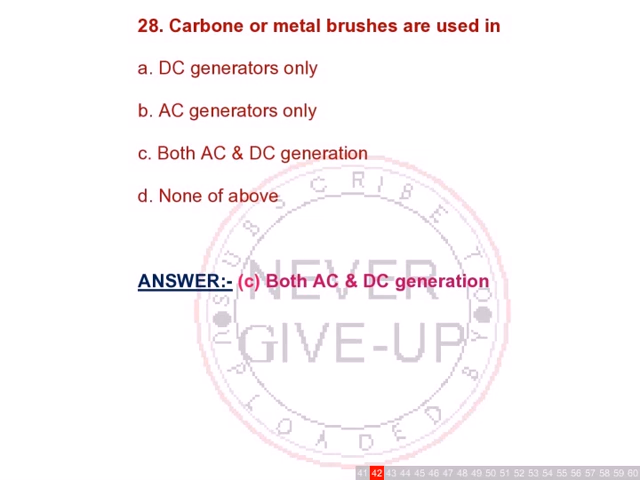 28. Carbone or metal brushes are used in
a. DC generators only
b. AC generators only
c. Both AC & DC generation
d. None of above
ANSWER:- (c) Both AC & DC generation
SUBSCRIBE TO
NEVER
GIVE-UP
UPLOADED BY
41 42 43 44 45 46 47 48 49 50 51 52 53 54 55 56 57 58 59 60